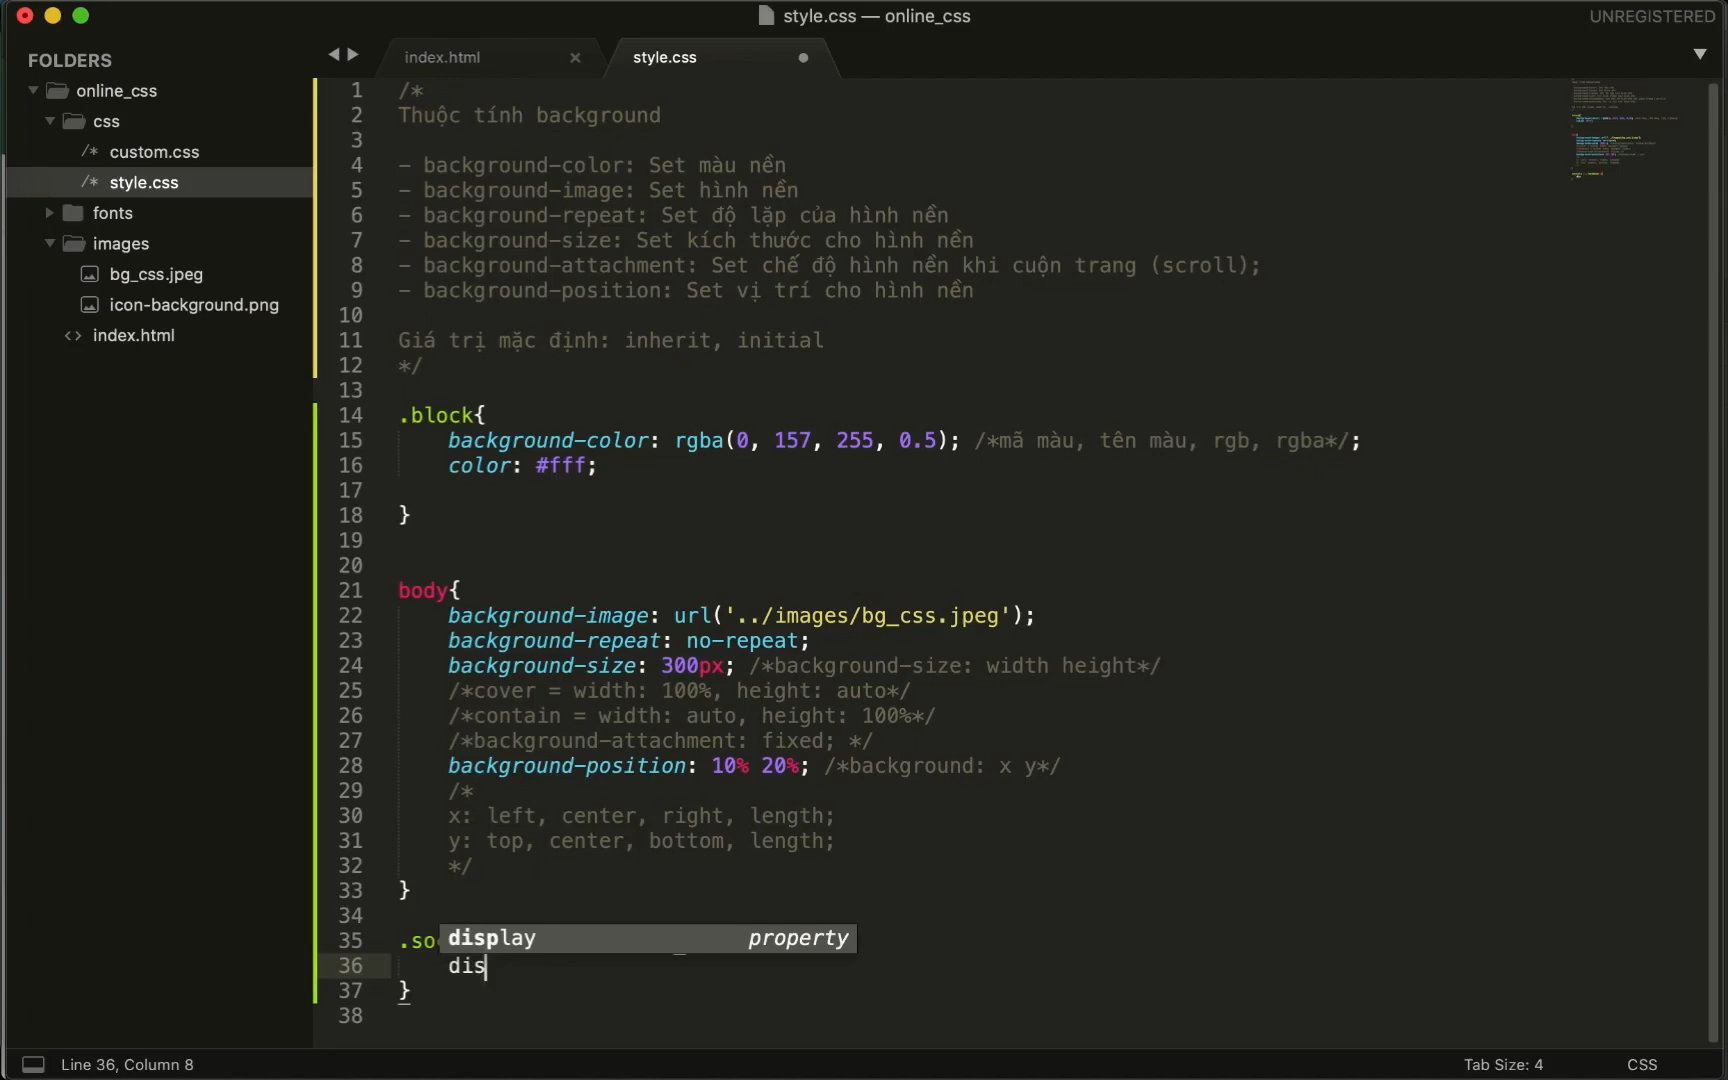 style.css — online_css
UNREGISTERED
FOLDERS
online_css
css
/* custom.css
/* style.css
fonts
images
bg_css.jpeg
icon-background.png
<> index.html
index.html ×
style.css
1 /*
2 Thuộc tính background
3
4 - background-color: Set màu nền
5 - background-image: Set hình nền
6 - background-repeat: Set độ lặp của hình nền
7 - background-size: Set kích thước cho hình nền
8 - background-attachment: Set chế độ hình nền khi cuộn trang (scroll);
9 - background-position: Set vị trí cho hình nền
10
11 Giá trị mặc định: inherit, initial
12 */
13
14 .block{
15 background-color: rgba(0, 157, 255, 0.5); /*mã màu, tên màu, rgb, rgba*/;
16 color: #fff;
17
18 }
19
20
21 body{
22 background-image: url('../images/bg_css.jpeg');
23 background-repeat: no-repeat;
24 background-size: 300px; /*background-size: width height*/
25 /*cover = width: 100%, height: auto*/
26 /*contain = width: auto, height: 100%*/
27 /*background-attachment: fixed; */
28 background-position: 10% 20%; /*background: x y*/
29 /*
30 x: left, center, right, length;
31 y: top, center, bottom, length;
32 */
33 }
34
35 .so
display property
36 dis
37 }
38
Line 36, Column 8
Tab Size: 4
CSS